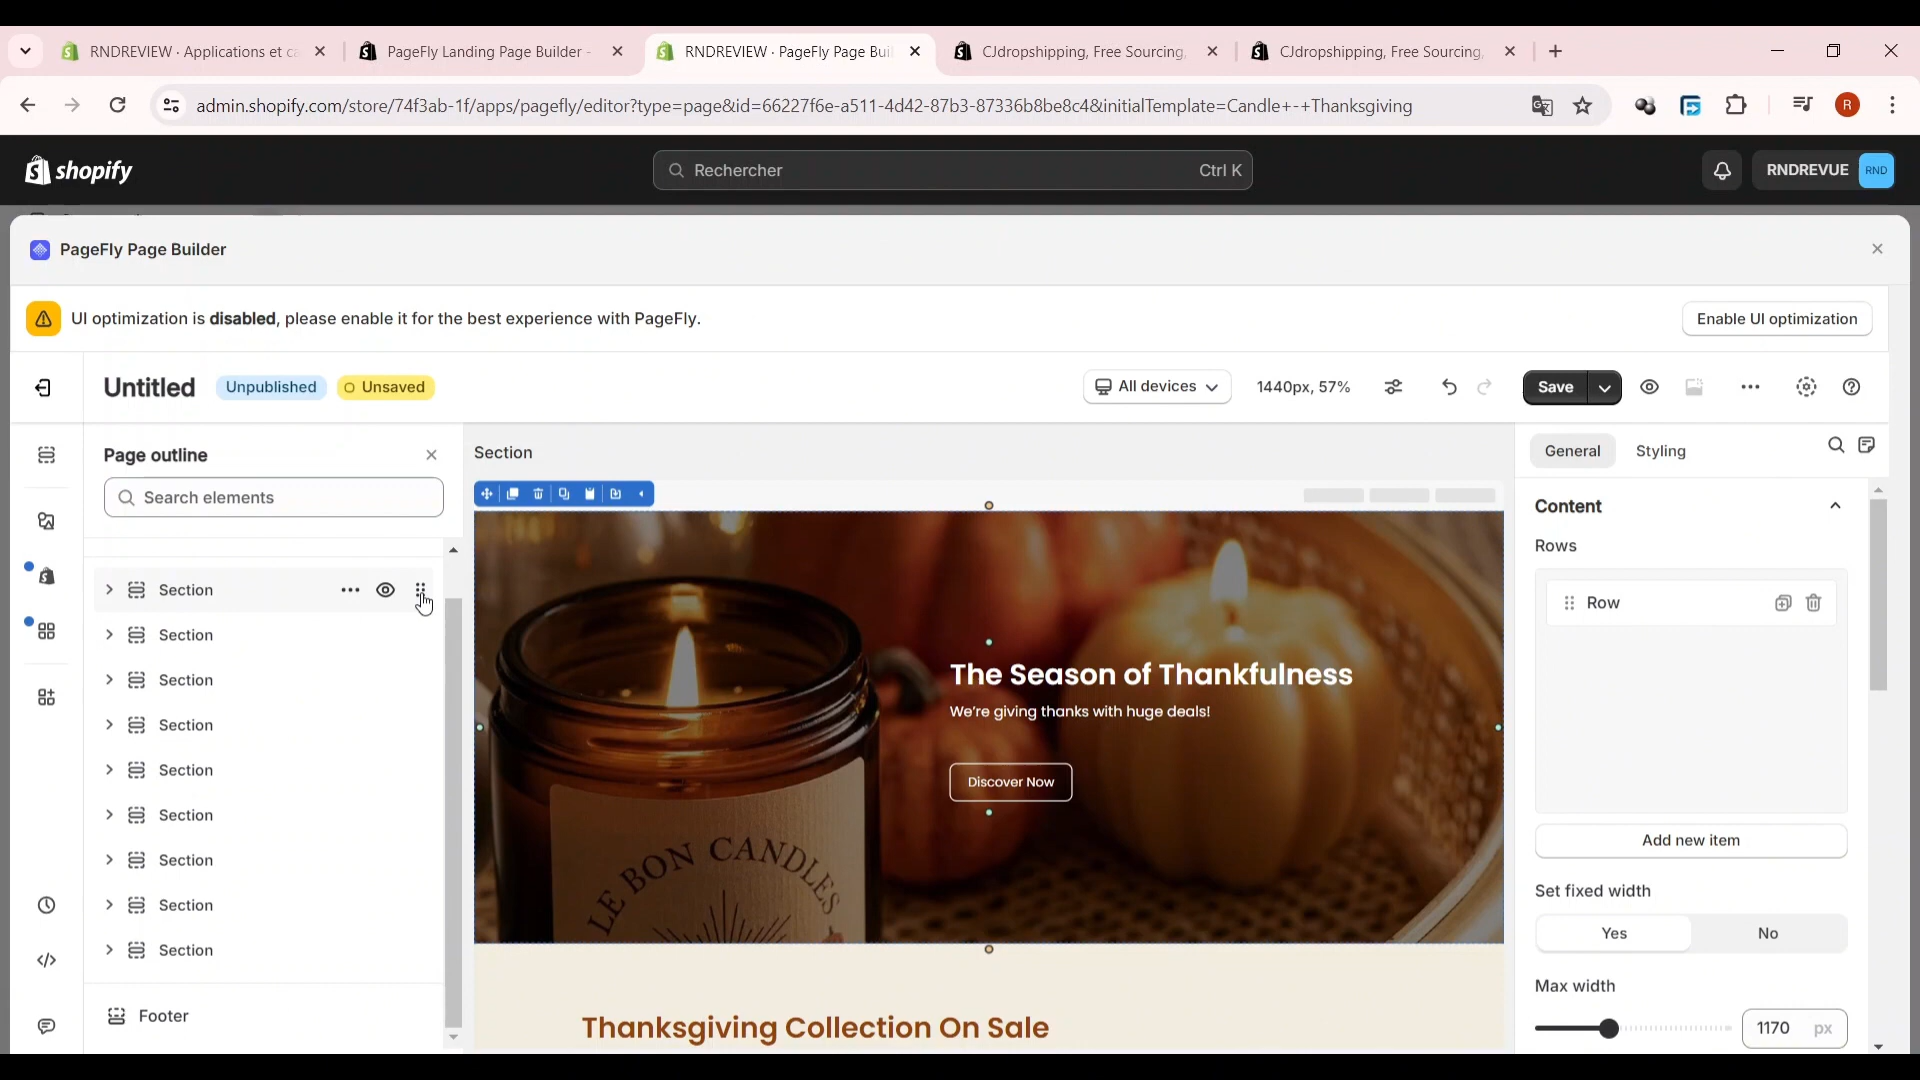 RNDREVIEW · Applications et ca
PageFly Landing Page Builder -
RNDREVIEW · PageFly Page Buil
CJdropshipping, Free Sourcing,
CJdropshipping, Free Sourcing,
admin.shopify.com/store/74f3ab-1f/apps/pagefly/editor?type=page&id=66227f6e-a511-4d42-87b3-87336b8be8c4&initialTemplate=Candle+-+Thanksgiving
R
shopify
Rechercher
Ctrl K
RNDREVUE
RND
PageFly Page Builder
UI optimization is disabled, please enable it for the best experience with PageFly.
Enable UI optimization
Untitled
Unpublished
Unsaved
All devices
1440px, 57%
Save
Page outline
Search elements
Section
Section
Section
Section
Section
Section
Section
Section
Section
Footer
Section
The Season of Thankfulness
We're giving thanks with huge deals!
Discover Now
LE BON CANDLES
Thanksgiving Collection On Sale
General
Styling
Content
Rows
Row
Add new item
Set fixed width
Yes
No
Max width
1170
px